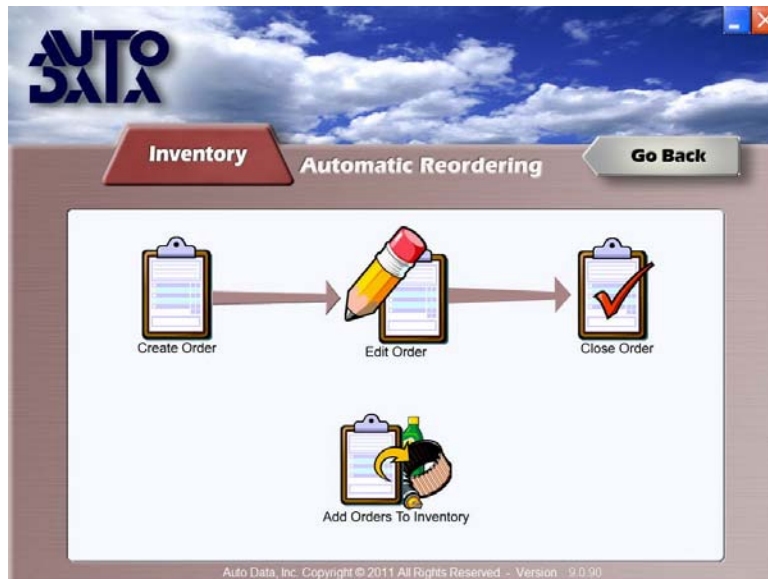 AUTO
DATA
Inventory
Automatic Reordering
Go Back
Create Order
Edit Order
Close Order
Add Orders To Inventory
Auto Data, Inc. Copyright © 2011 All Rights Reserved. - Version 9.0.90